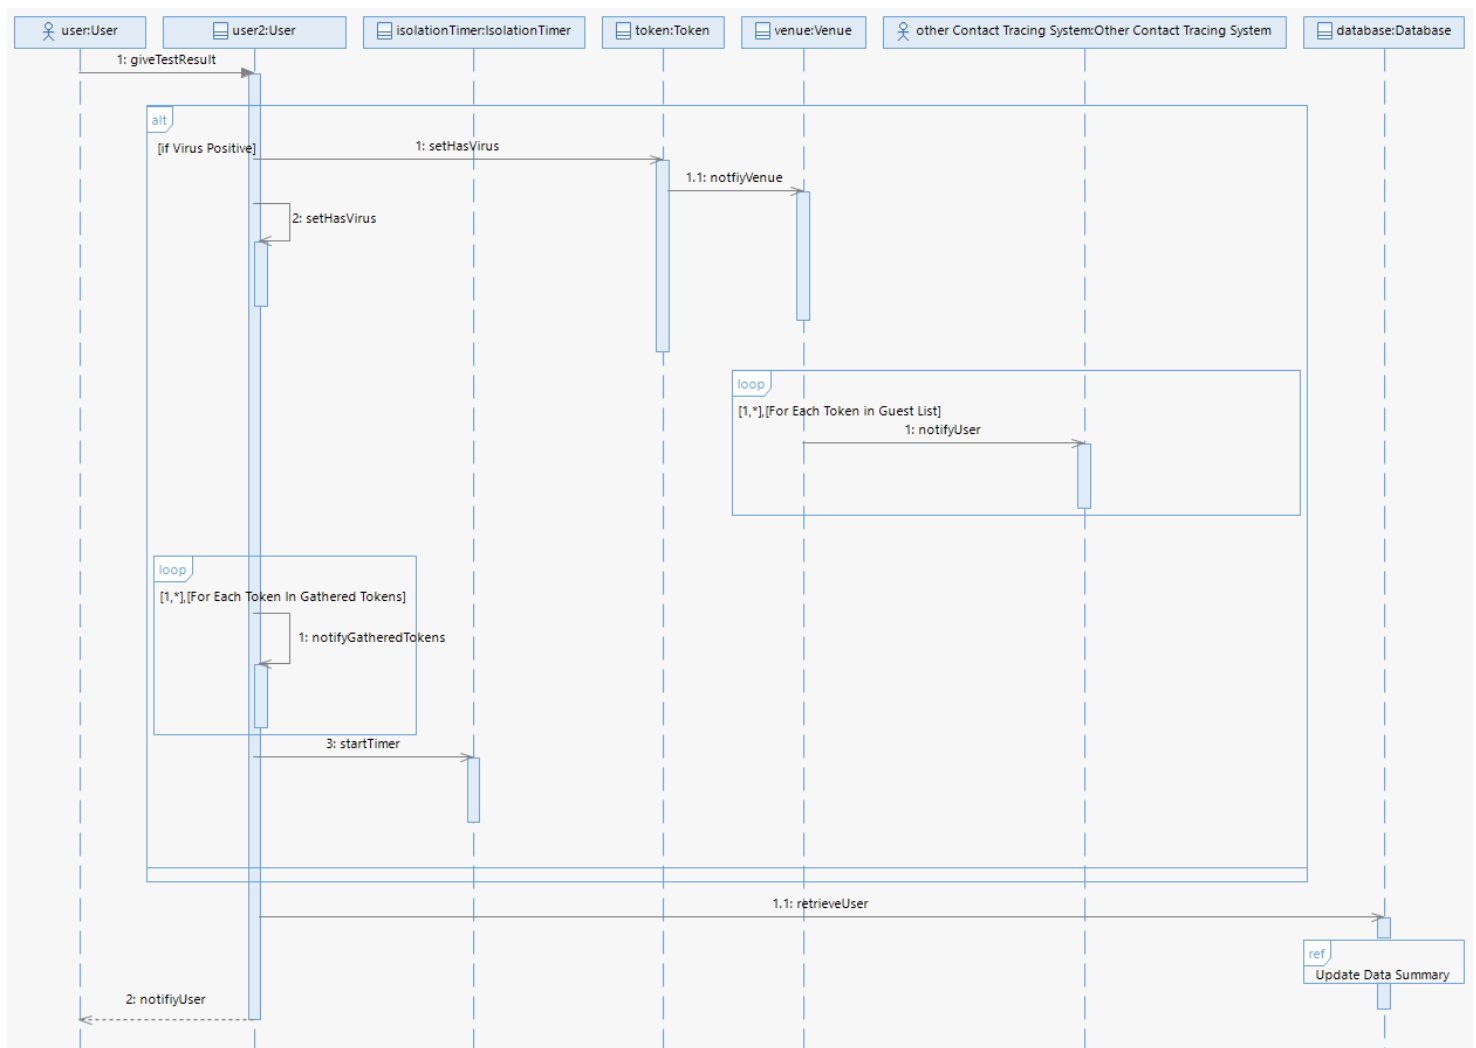 user:User
user2:User
isolationTimer:IsolationTimer
token:Token
venue:Venue
other Contact Tracing System:Other Contact Tracing System
database:Database
1: giveTestResult
alt
[if Virus Positive]
1: setHasVirus
1.1: notfiyVenue
2: setHasVirus
loop
[1,*],[For Each Token in Guest List]
1: notifyUser
loop
[1,*],[For Each Token In Gathered Tokens]
1: notifyGatheredTokens
3: startTimer
1.1: retrieveUser
ref
Update Data Summary
2: notifiyUser